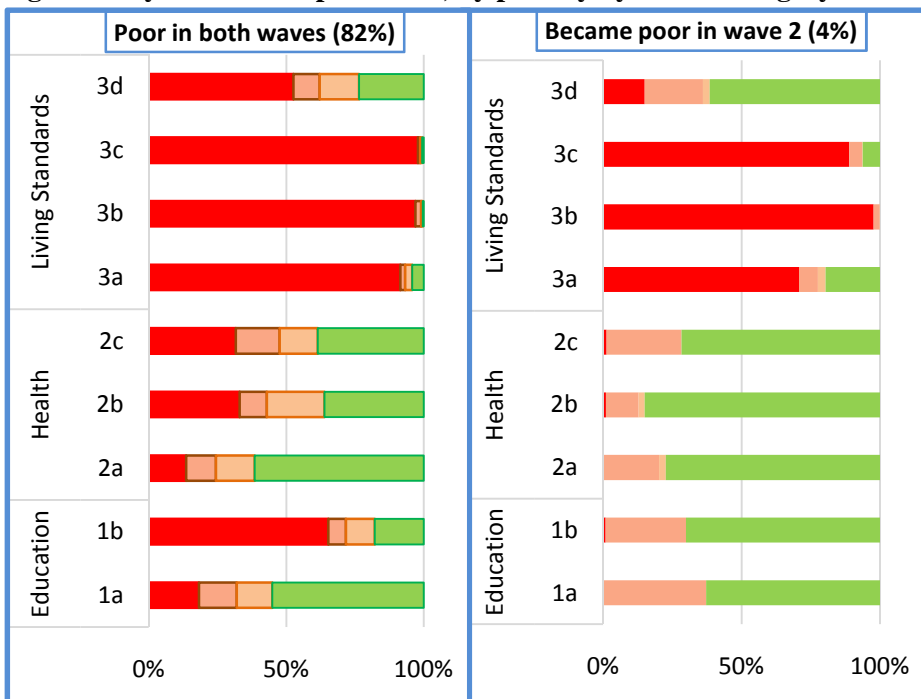 Poor in both waves (82%)
Living Standards
3d
3c
3b
3a
Health
2c
2b
2a
Education
1b
1a
0%
50%
100%
Became poor in wave 2 (4%)
Living Standards
3d
3c
3b
3a
Health
2c
2b
2a
Education
1b
1a
0%
50%
100%